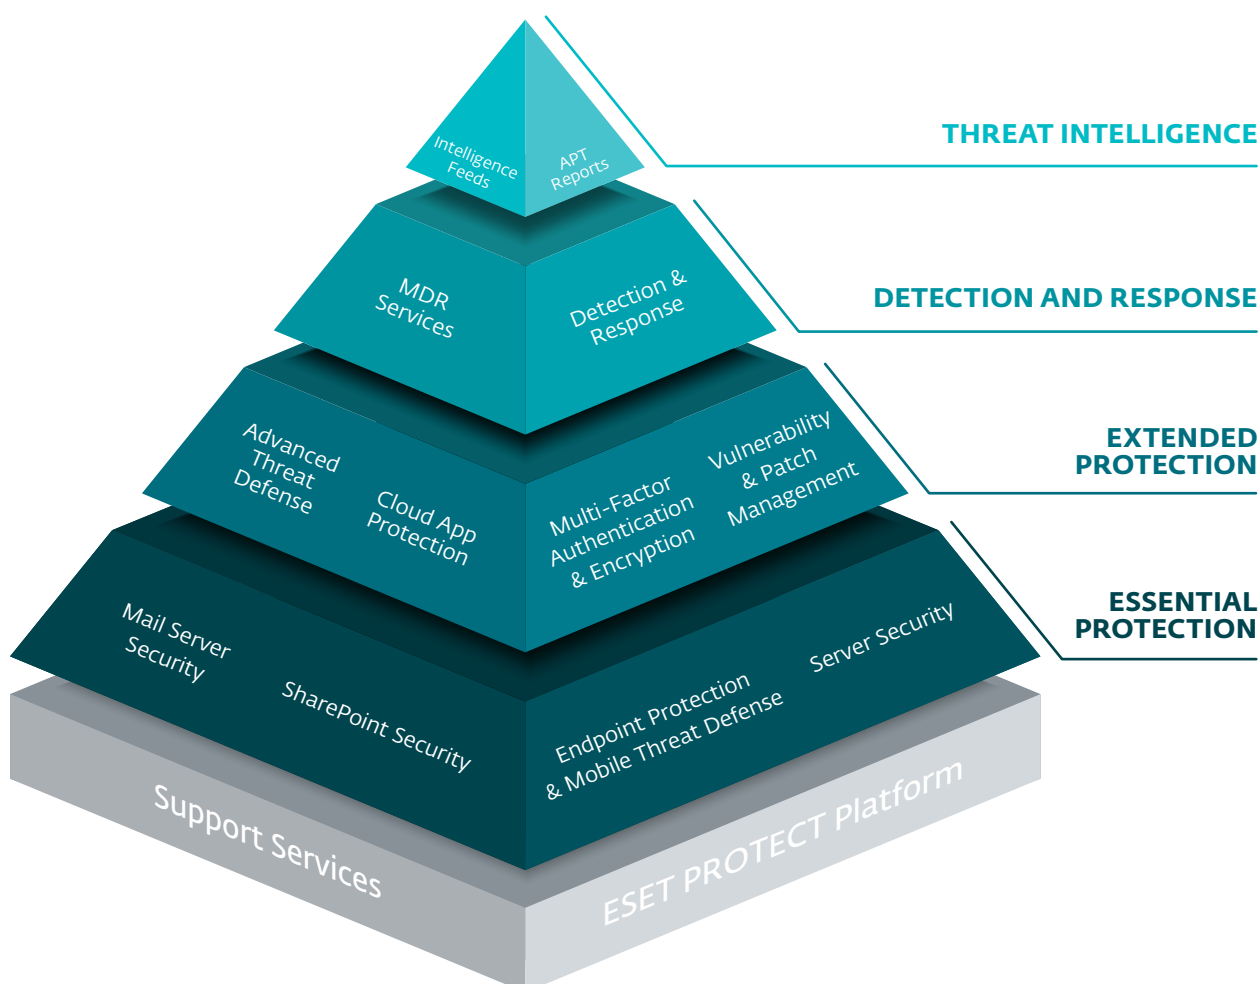 Intelligence
Feeds
APT
Reports
THREAT INTELLIGENCE
MDR
Services
Detection &
Response
DETECTION AND RESPONSE
Advanced
Threat
Defense
Cloud App
Protection
Multi-Factor
Authentication
& Encryption
Vulnerability
& Patch
Management
EXTENDED
PROTECTION
Mail Server
Security
SharePoint Security
Endpoint Protection
& Mobile Threat Defense
Server Security
ESSENTIAL
PROTECTION
Support Services
ESET PROTECT Platform